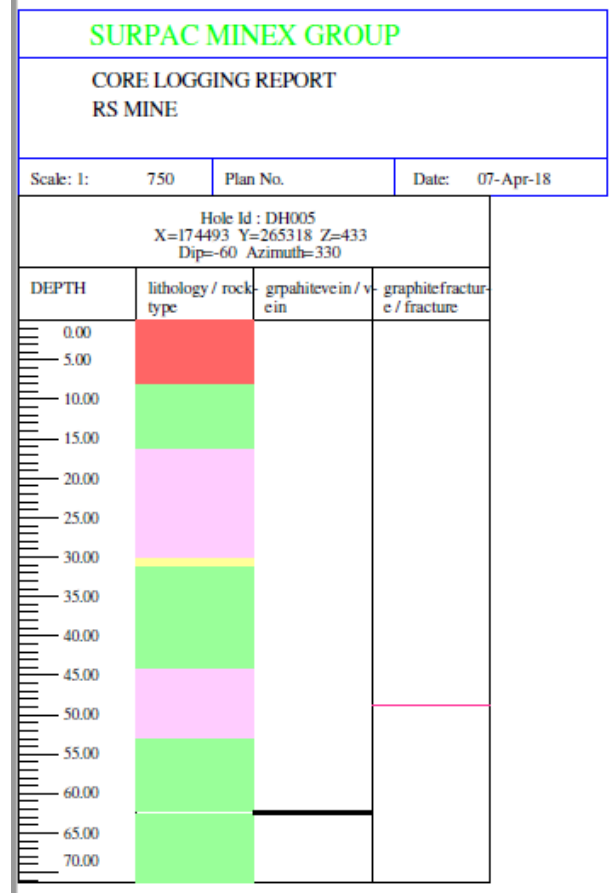 SURPAC MINEX GROUP
CORE LOGGING REPORT
RS MINE
Scale: 1: 750 Plan No. Date: 07-Apr-18
Hole Id : DH005
X=174493 Y=265318 Z=433
Dip=-60 Azimuth=330
DEPTH lithology / rock- grpahitevein / v- graphitefractur-
type ein e / fracture
0.00
5.00
10.00
15.00
20.00
25.00
30.00
35.00
40.00
45.00
50.00
55.00
60.00
65.00
70.00